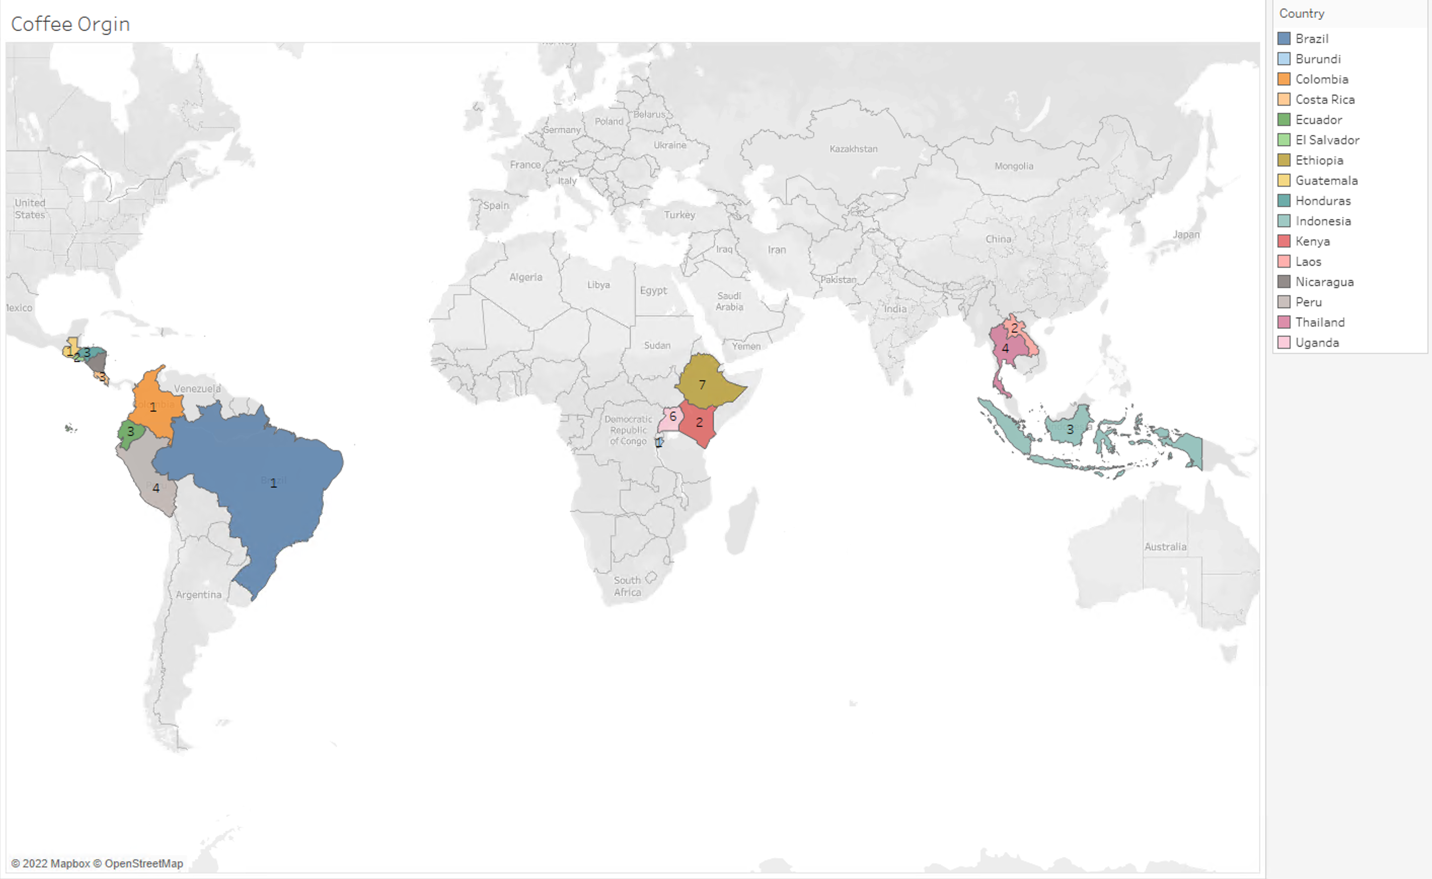 Coffee Orgin
Country
Brazil
Burundi
Colombia
Costa Rica
Ecuador
El Salvador
Ethiopia
Guatemala
Honduras
Indonesia
Kenya
Laos
Nicaragua
Peru
Thailand
Uganda
Poland
Belarus
Germany
Ukraine
France
Kazakhstan
Mongolia
Italy
United
States
Spain
Turkey
Japan
China
Iraq
Iran
Algeria
Libya
Egypt
Pakistan
Saudi
Arabia
India
Mexico
Sudan
Yemen
2
4
1
3
2
3
Venezuela
7
1
6
2
Democratic
Republic
of Congo
3
1
3
4
1
Australia
South
Africa
Argentina
© 2022 Mapbox © OpenStreetMap